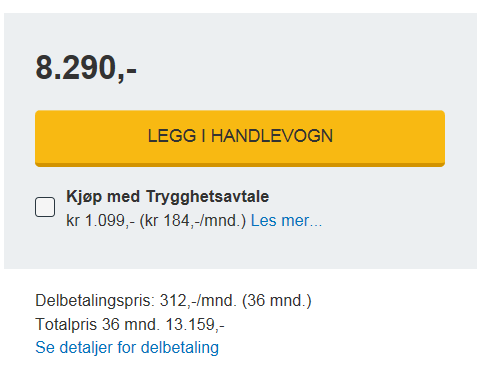 8.290,-
LEGG I HANDLEVOGN
Kjøp med Trygghetsavtale
kr 1.099,- (kr 184,-/mnd.) Les mer...
Delbetalingspris: 312,-/mnd. (36 mnd.)
Totalpris 36 mnd. 13.159,-
Se detaljer for delbetaling